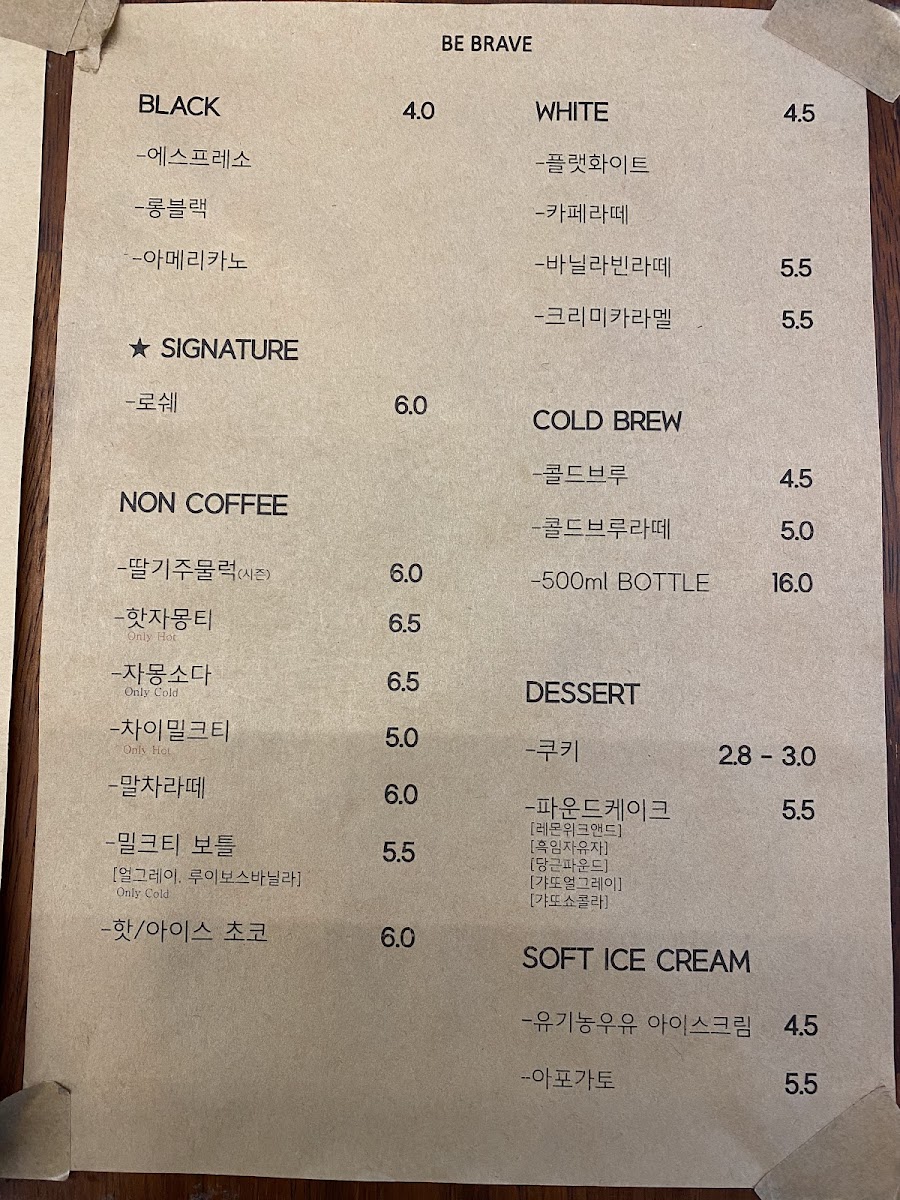 BE BRAVE
BLACK 4.0
-에스프레소
-롱블랙
-아메리카노
★ SIGNATURE
-로쉐 6.0
NON COFFEE
-딸기주물럭(시즌) 6.0
-핫자몽티 6.5
Only Hot
-자몽소다 6.5
Only Cold
-차이밀크티 5.0
Only Hot
-말차라떼 6.0
-밀크티 보틀 5.5
[얼그레이, 루이보스바닐라]
Only Cold
-핫/아이스 초코 6.0
WHITE 4.5
-플랫화이트
-카페라떼
-바닐라빈라떼 5.5
-크리미카라멜 5.5
COLD BREW
-콜드브루 4.5
-콜드브루라떼 5.0
-500ml BOTTLE 16.0
DESSERT
-쿠키 2.8 - 3.0
-파운드케이크 5.5
[레몬위크앤드]
[흑임자유자]
[당근파운드]
[갸또얼그레이]
[갸또쇼콜라]
SOFT ICE CREAM
-유기농우유 아이스크림 4.5
-아포가토 5.5